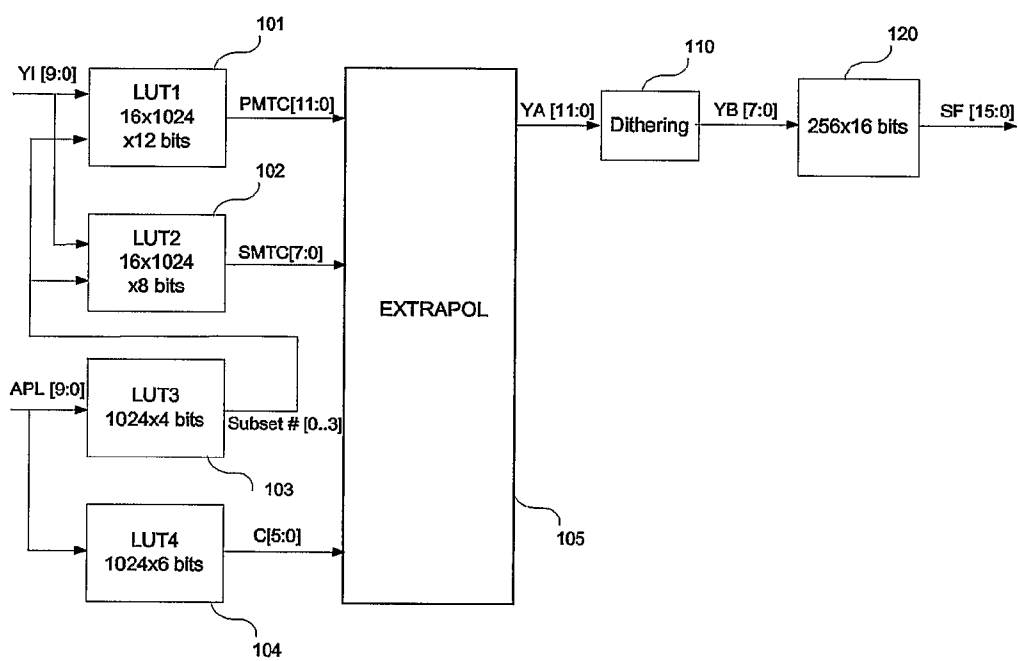 101
110
120
YI [9:0]
LUT1
16x1024
x12 bits
PMTC[11:0]
YA [11:0]
Dithering
YB [7:0]
256x16 bits
SF [15:0]
102
LUT2
16x1024
x8 bits
SMTC[7:0]
EXTRAPOL
APL [9:0]
LUT3
1024x4 bits
Subset # [0..3]
103
LUT4
1024x6 bits
C[5:0]
105
104